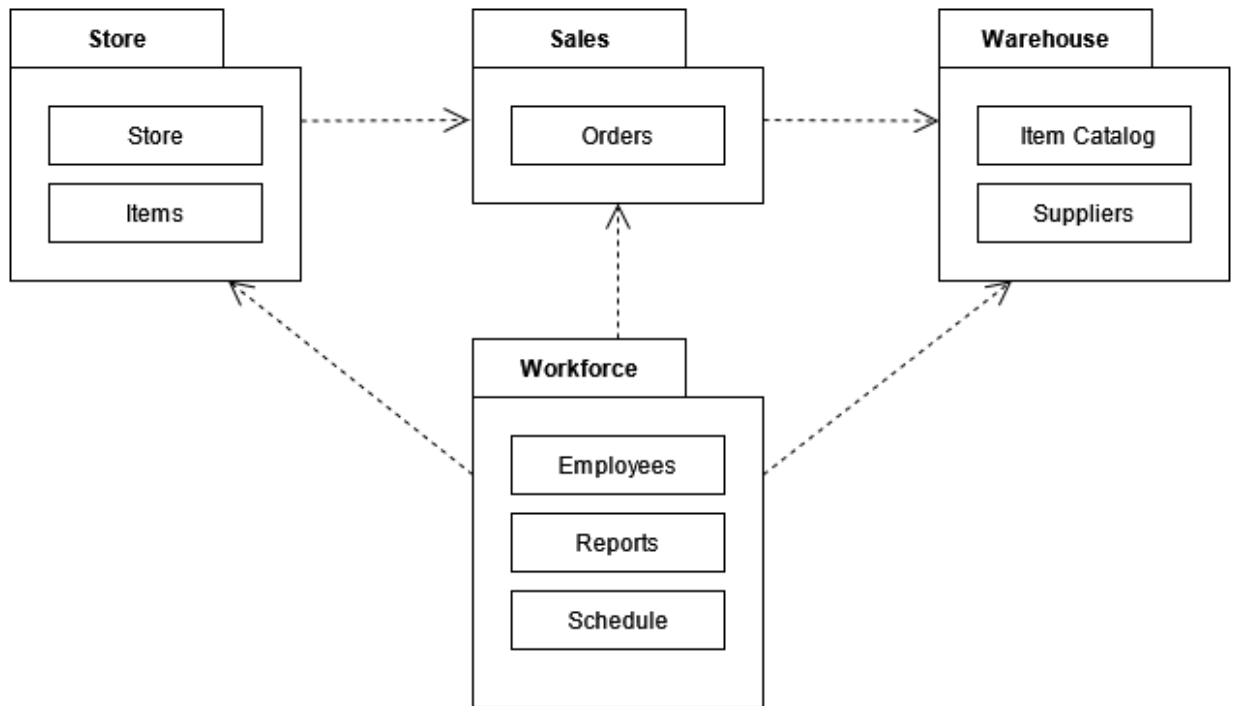 Store
Sales
Warehouse
Store
Orders
Item Catalog
Items
Suppliers
Workforce
Employees
Reports
Schedule